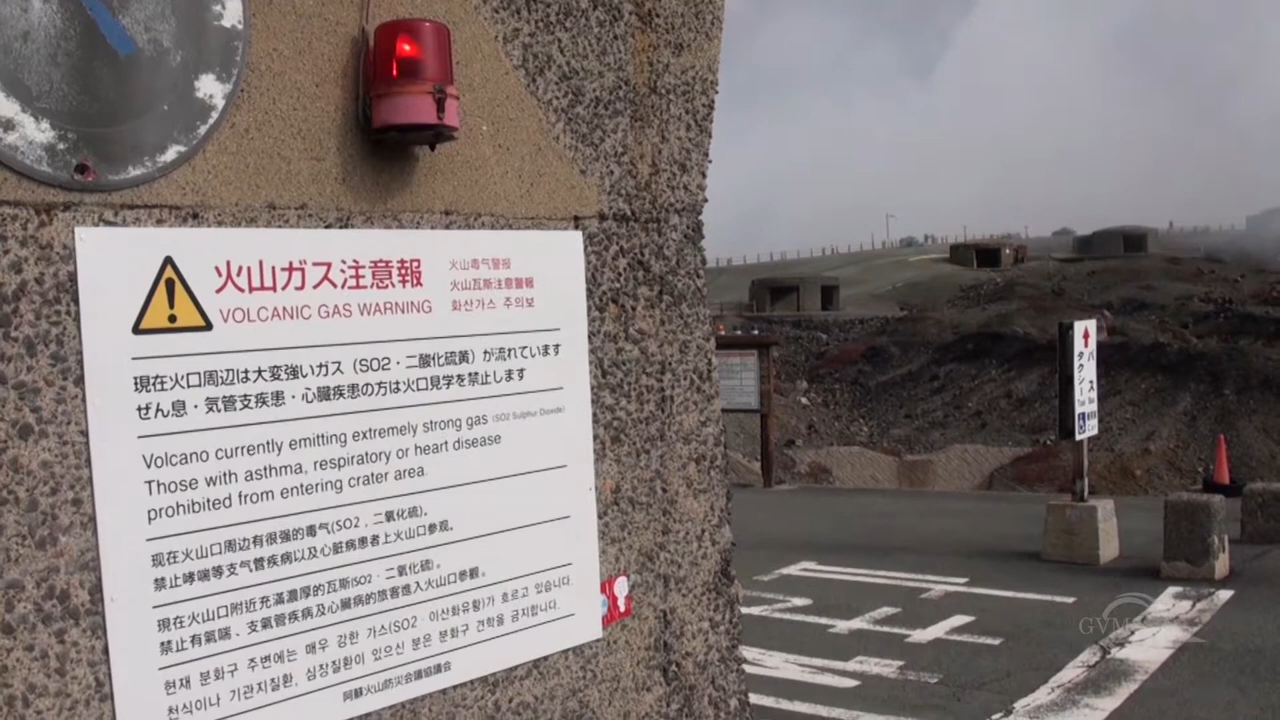 火山ガス注意報
VOLCANIC GAS WARNING
火山毒气警报
火山瓦斯注意警報
화산가스 주의보
現在火口周辺は大変強いガス（SO2・二酸化硫黄）が流れています
ぜん息・気管支疾患・心臓疾患の方は火口見学を禁止します
Volcano currently emitting extremely strong gas (SO2 Sulphur Dioxide)
Those with asthma, respiratory or heart disease
prohibited from entering crater area.
现在火山口周边有很强的毒气(SO2，二氧化硫)。
禁止哮喘等支气管疾病以及心脏病患者上火山口参观。
現在火山口附近充滿濃厚的瓦斯(SO2・二氧化硫)。
禁止有氣喘、支氣管疾病及心臟病的旅客進入火山口參觀。
현재 분화구 주변에는 매우 강한 가스(SO2・이산화유황)가 흐르고 있습니다.
천식이나 기관지질환, 심장질환이 있으신 분은 분화구 견학을 금지합니다.
阿蘇火山防災会議協議会
バス
タクシー
Bus
Taxi
GVM